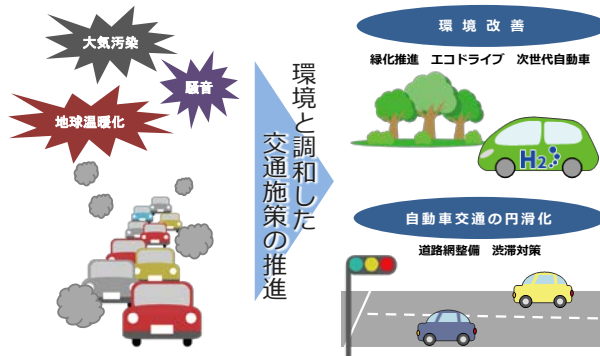 大気汚染
騒音
地球温暖化
環境と調和した
交通施策の推進
環境改善
緑化推進　エコドライブ　次世代自動車
H2
自動車交通の円滑化
道路網整備　渋滞対策